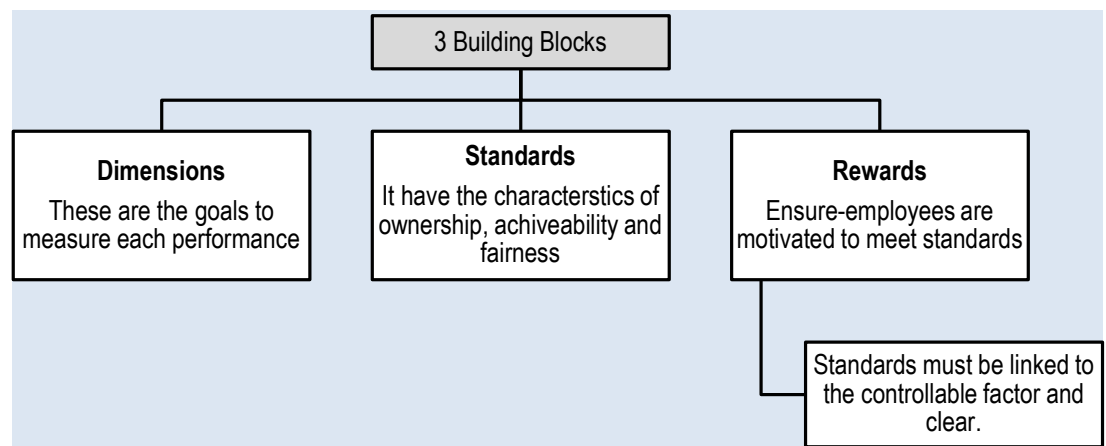 3 Building Blocks
Dimensions
These are the goals to
measure each performance
Standards
It have the characterstics of
ownership, achiveability and
fairness
Rewards
Ensure-employees are
motivated to meet standards
Standards must be linked to
the controllable factor and
clear.